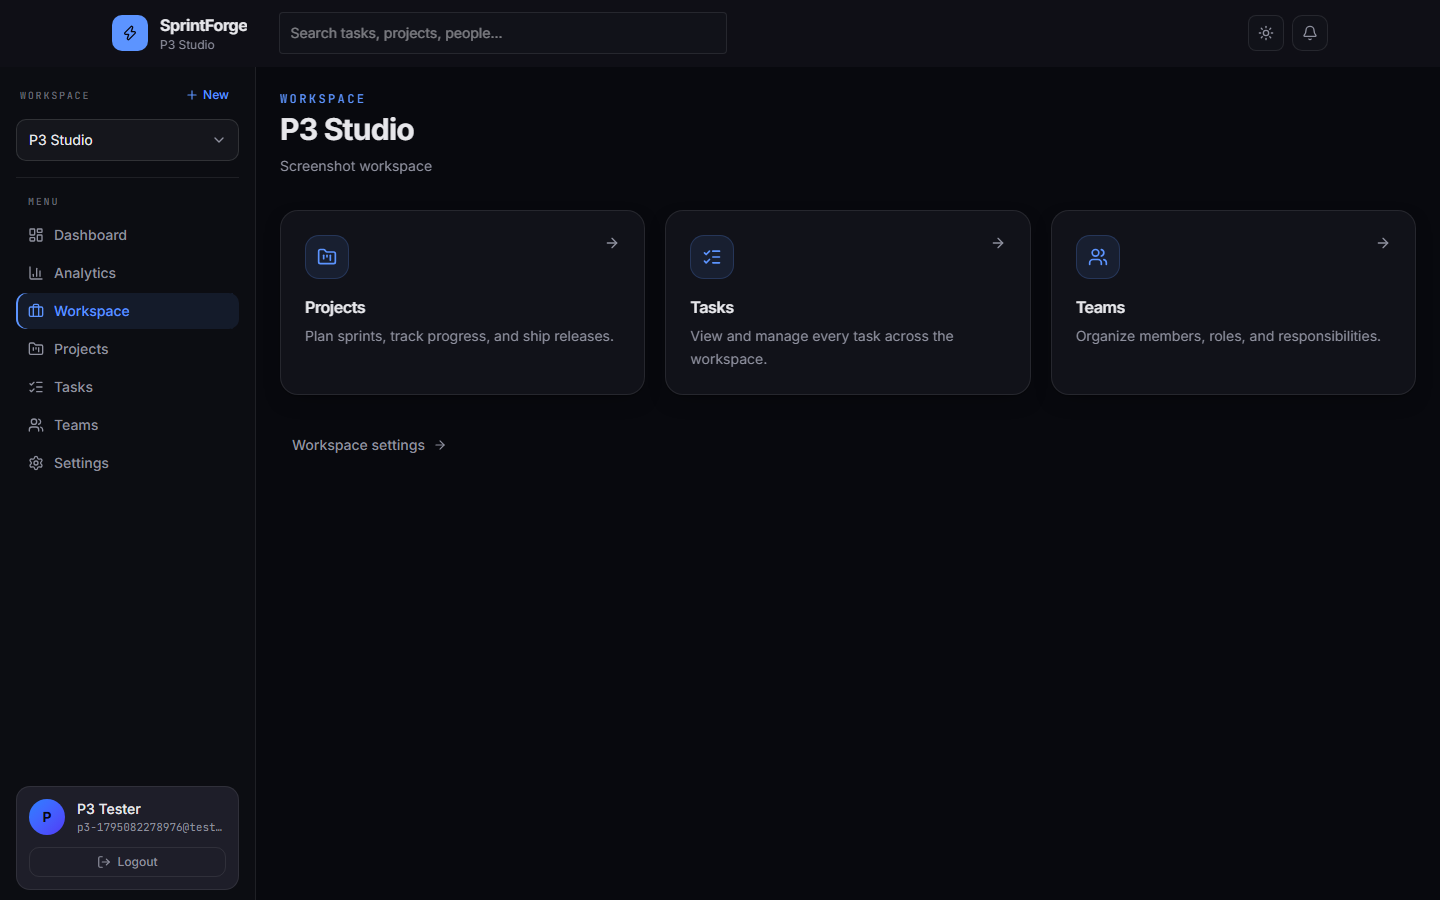 SprintForge
P3 Studio
Search tasks, projects, people...
WORKSPACE
New
P3 Studio
MENU
Dashboard
Analytics
Workspace
Projects
Tasks
Teams
Settings
P
P3 Tester
p3-1795082278976@test…
Logout
WORKSPACE
P3 Studio
Screenshot workspace
Projects
Plan sprints, track progress, and ship releases.
Tasks
View and manage every task across the
workspace.
Teams
Organize members, roles, and responsibilities.
Workspace settings